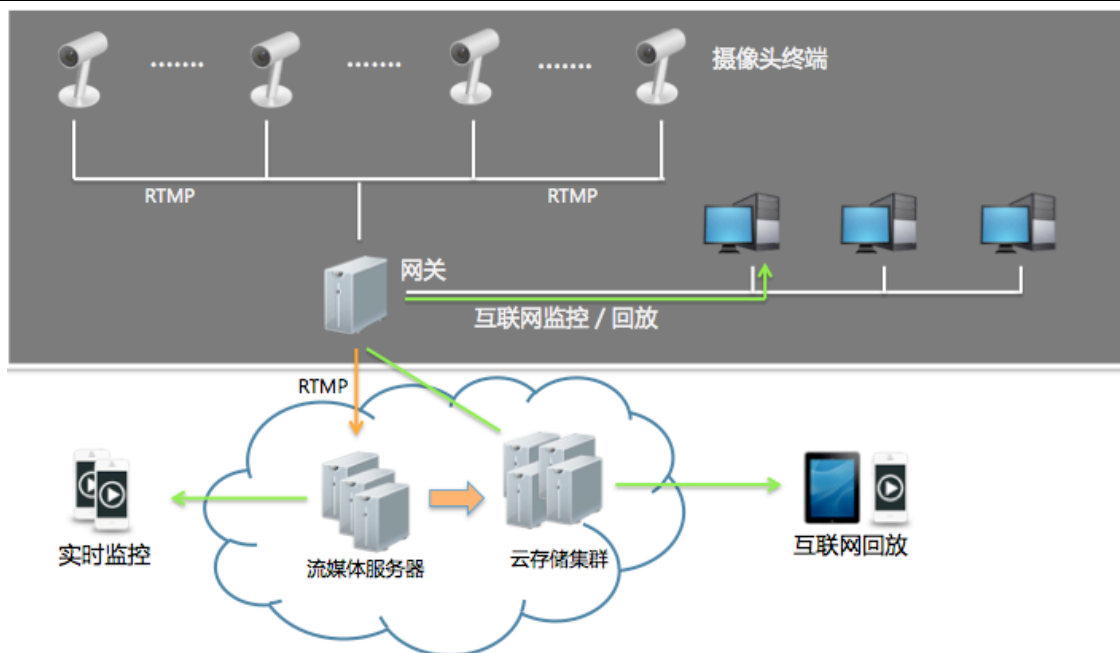 摄像头终端
RTMP
RTMP
网关
互联网监控 / 回放
RTMP
实时监控
流媒体服务器
云存储集群
互联网回放